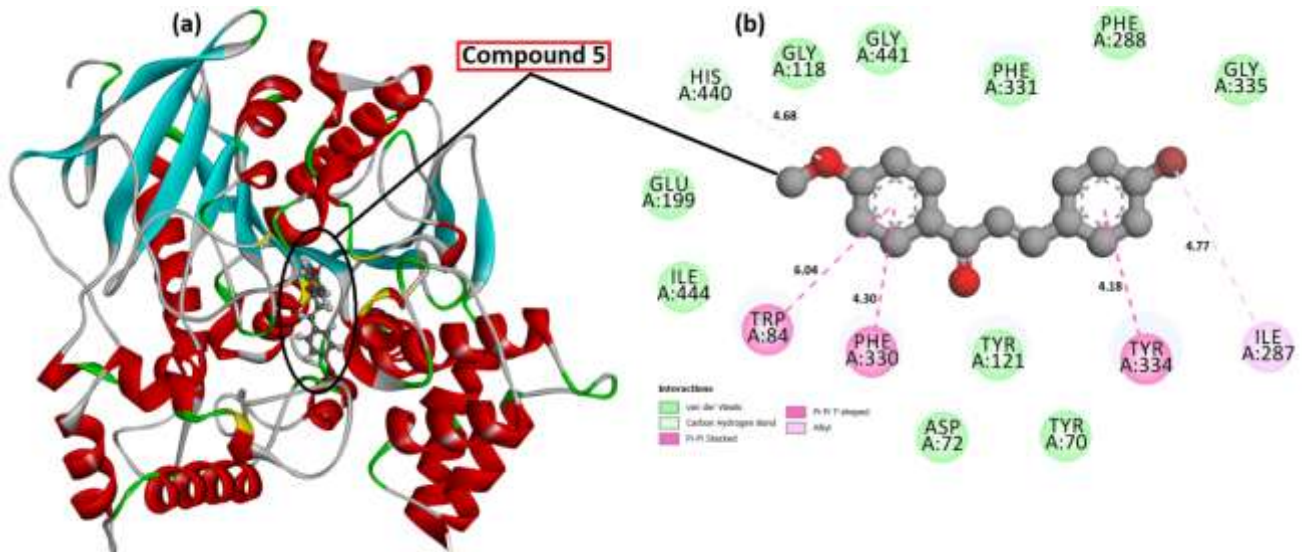 (a)
Compound 5
(b)
HIS
A:440
GLY
A:118
GLY
A:441
PHE
A:331
PHE
A:288
GLY
A:335
4.68
GLU
A:199
ILE
A:444
6.04
4.30
4.18
4.77
TRP
A:84
PHE
A:330
TYR
A:121
TYR
A:334
ILE
A:287
ASP
A:72
TYR
A:70
Interactions
van der Waals
Carbon Hydrogen Bond
Pi-Pi Stacked
Pi-Pi T-shaped
Alkyl